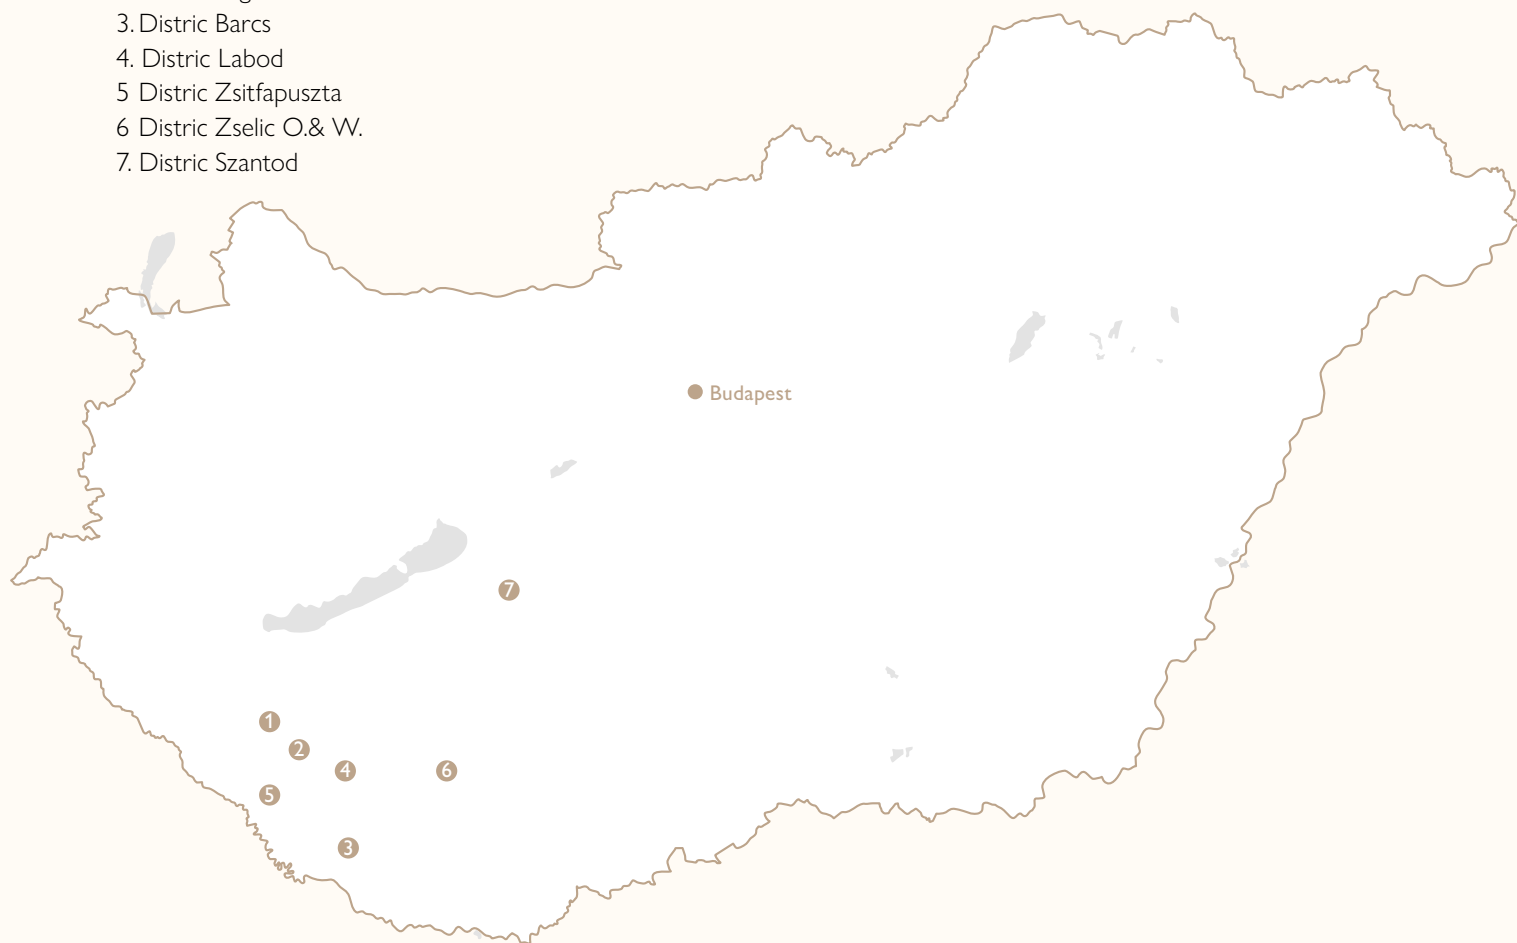 3. Distric Barcs
4. Distric Labod
5 Distric Zsitfapuszta
6 Distric Zselic O.& W.
7. Distric Szantod
Budapest
7
1
2
4
6
5
3